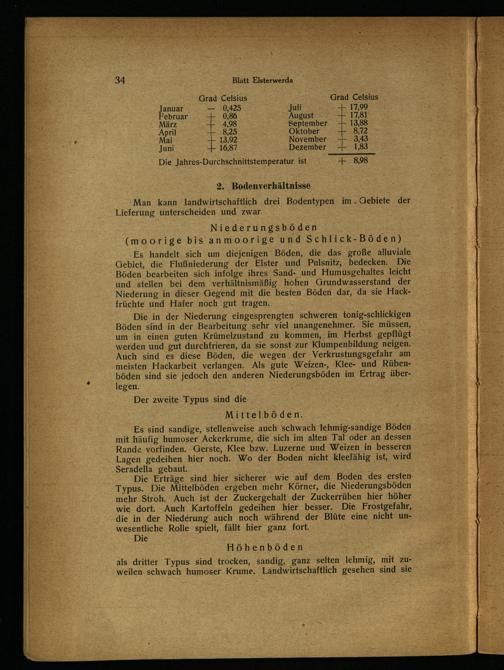 34
Blatt Elsterwerda
Grad Celsius Grad Celsius
Januar — 0,425 Juli + 17,99
Februar + 0,86 August + 17,81
März + 4,98 September + 13,88
April + 8,25 Oktober + 8,72
Mai + 13,92 November + 3,43
Juni + 16,87 Dezember + 1,83
Die Jahres-Durchschnittstemperatur ist + 8,98
2. Bodenverhältnisse
Man kann landwirtschaftlich drei Bodentypen im Gebiete der
Lieferung unterscheiden und zwar
Niederungsböden
(moorige bis anmoorige und Schlick-Böden)
Es handelt sich um diejenigen Böden, die das große alluviale
Gebiet, die Flußniederung der Elster und Pulsnitz, bedecken. Die
Böden bearbeiten sich infolge ihres Sand- und Humusgehaltes leicht
und stellen bei dem verhältnismäßig hohen Grundwasserstand der
Niederung in dieser Gegend mit die besten Böden dar, da sie Hack-
früchte und Hafer noch gut tragen.
Die in der Niederung eingesprengten schweren tonig-schlickigen
Böden sind in der Bearbeitung sehr viel unangenehmer. Sie müssen,
um in einen guten Krümelzustand zu kommen, im Herbst gepflügt
werden und gut durchfrieren, da sie sonst zur Klumpenbildung neigen.
Auch sind es diese Böden, die wegen der Verkrustungsgefahr am
meisten Hackarbeit verlangen. Als gute Weizen-, Klee- und Rüben-
böden sind sie jedoch den anderen Niederungsböden im Ertrag über-
legen.
Der zweite Typus sind die
Mittelböden.
Es sind sandige, stellenweise auch schwach lehmig-sandige Böden
mit häufig humoser Ackerkrume, die sich im alten Tal oder an dessen
Rande vorfinden. Gerste, Klee bzw. Luzerne und Weizen in besseren
Lagen gedeihen hier noch. Wo der Boden nicht kleefähig ist, wird
Seradella gebaut.
Die Erträge sind hier sicherer wie auf dem Boden des ersten
Typus. Die Mittelböden ergeben mehr Körner, die Niederungsböden
mehr Stroh. Auch ist der Zuckergehalt der Zuckerrüben hier höher
wie dort. Auch Kartoffeln gedeihen hier besser. Die Frostgefahr,
die in der Niederung auch noch während der Blüte eine nicht un-
wesentliche Rolle spielt, fällt hier ganz fort.
Die
Höhenböden
als dritter Typus sind trocken, sandig, ganz selten lehmig, mit zu-
weilen schwach humoser Krume. Landwirtschaftlich gesehen sind sie